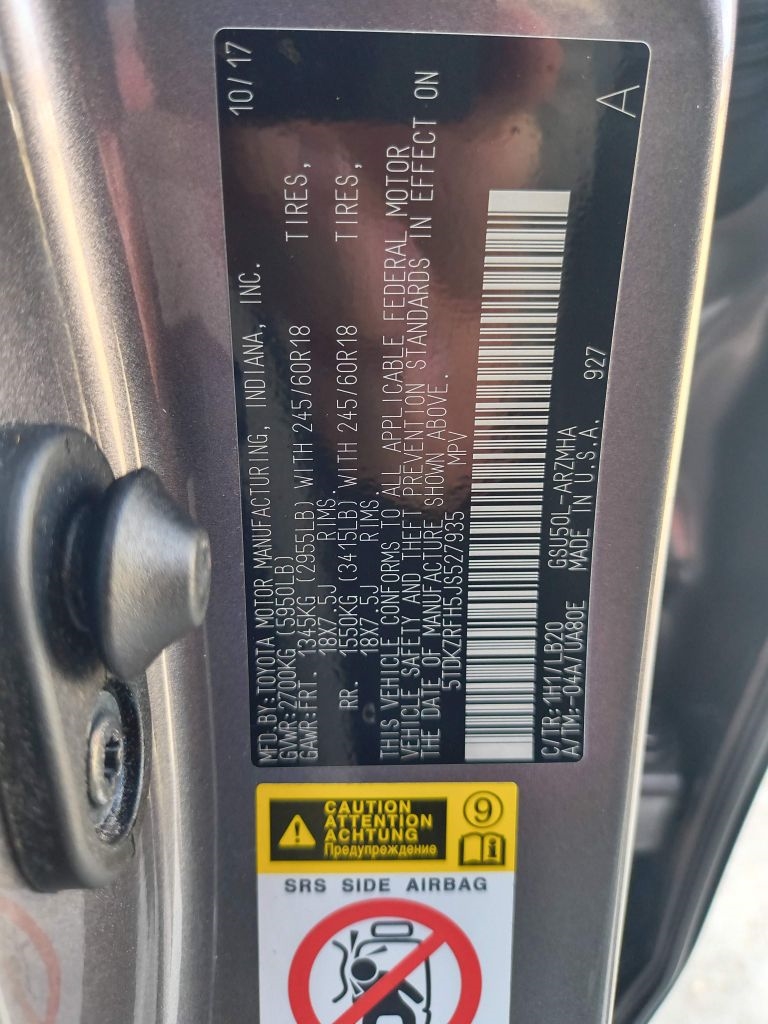 MFD.BY:TOYOTA MOTOR MANUFACTURING, INDIANA, INC. 10/17
GVWR:2700KG (5950LB)
GAWR:FRT. 1345KG (2955LB) WITH 245/60R18 TIRES,
18X7.5J RIMS.
RR. 1550KG (3415LB) WITH 245/60R18 TIRES,
18X7.5J RIMS.
THIS VEHICLE CONFORMS TO ALL APPLICABLE FEDERAL MOTOR
VEHICLE SAFETY AND THEFT PREVENTION STANDARDS IN EFFECT ON
THE DATE OF MANUFACTURE SHOWN ABOVE.
5TDKZRFH5JS527935 MPV
C/TR:1H1/LB20 GSU50L-ARZMHA
A/TM:-04A/UA80E MADE IN U.S.A. 927
A
CAUTION
ATTENTION
ACHTUNG
Предупреждение
9
SRS SIDE AIRBAG